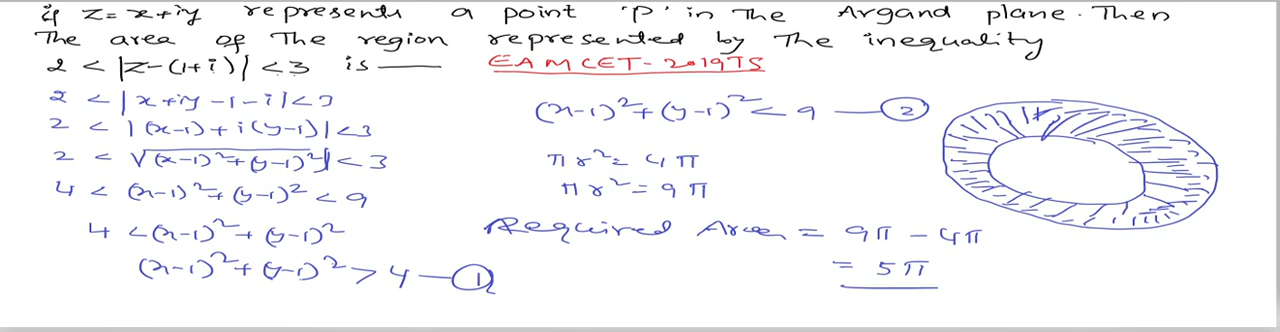 if z = x+iy represents a point 'P' in The Argand plane. Then
The area of The region represented by The inequality
2 < |z-(1+i)| < 3 is —— EAMCET-2019TS
2 < |x+iy-1-i| < 3
2 < |(x-1)+i(y-1)| < 3
2 < √(x-1)²+(y-1)²| < 3
4 < (x-1)²+(y-1)² < 9
4 < (x-1)²+(y-1)²
(x-1)²+(y-1)² > 4 —①
(x-1)²+(y-1)² < 9 —②
πr² = 4π
πr² = 9π
Required Area = 9π - 4π
= 5π